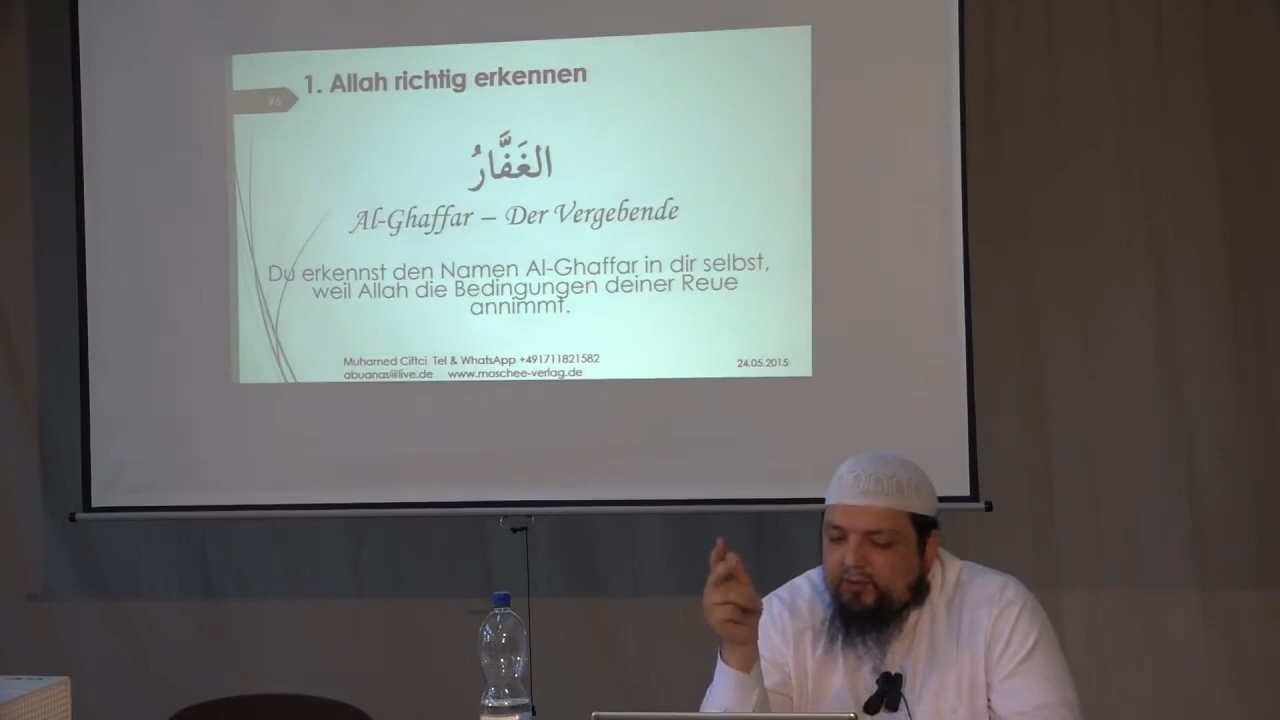 96
1. Allah richtig erkennen
الغَفَّارُ
Al-Ghaffar – Der Vergebende
Du erkennst den Namen Al-Ghaffar in dir selbst,
weil Allah die Bedingungen deiner Reue
annimmt.
Muhamed Ciftci Tel & WhatsApp +491711821582
abuanas@live.de www.moschee-verlag.de
24.05.2015